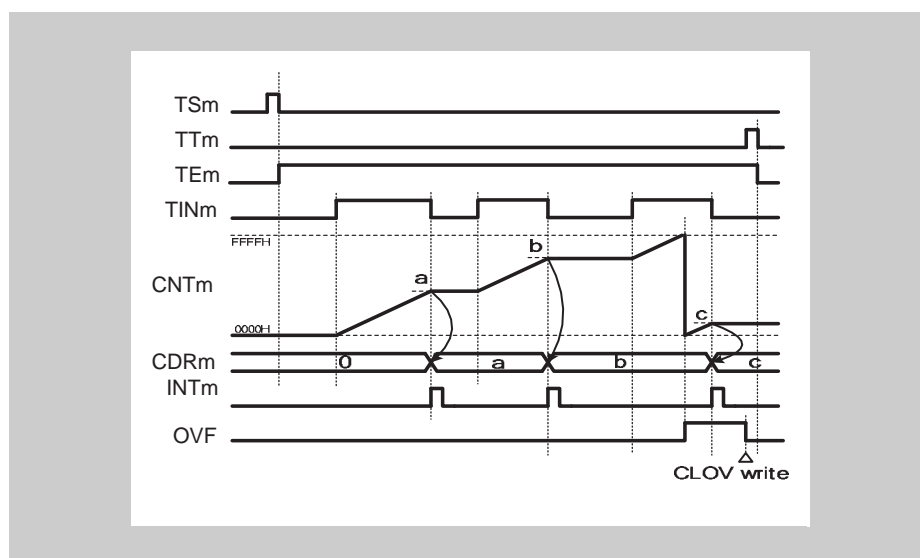 TSm
TTm
TEm
TINm
FFFFH
b
a
CNTm
c
0000H
CDRm 0 a b c
INTm
OVF
CLOV write